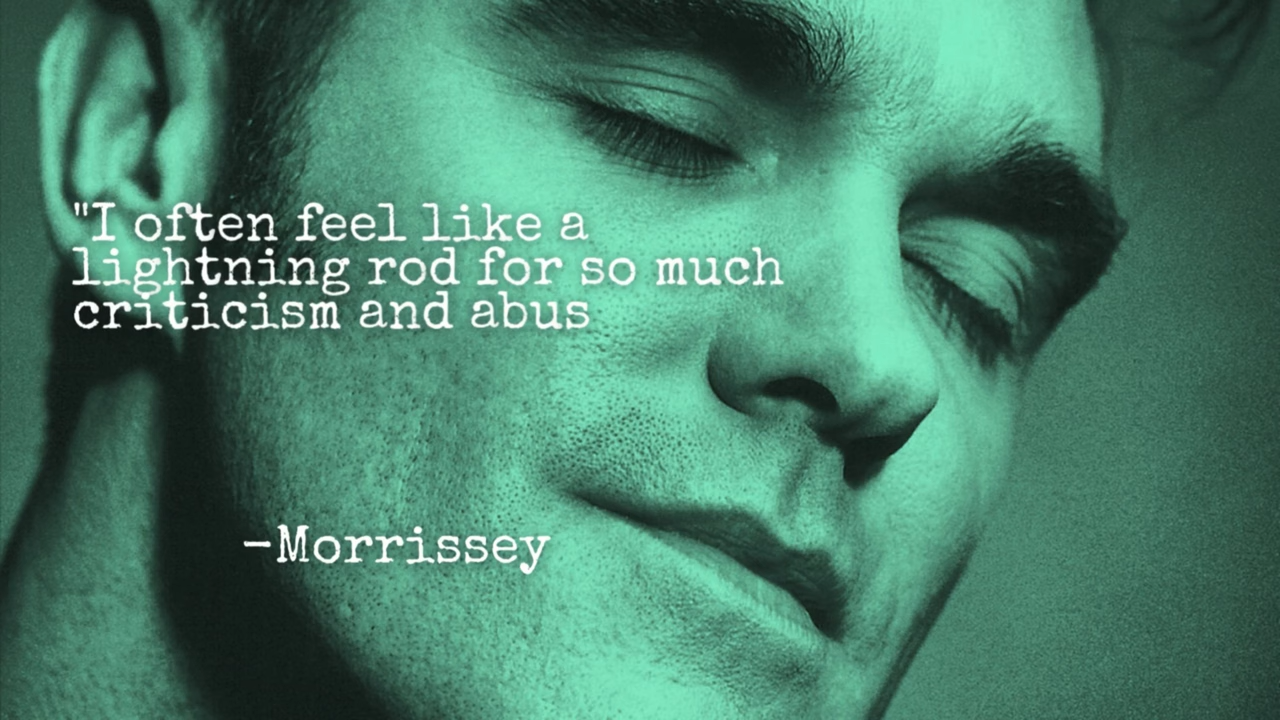 "I often feel like a
lightning rod for so much
criticism and abus
-Morrissey